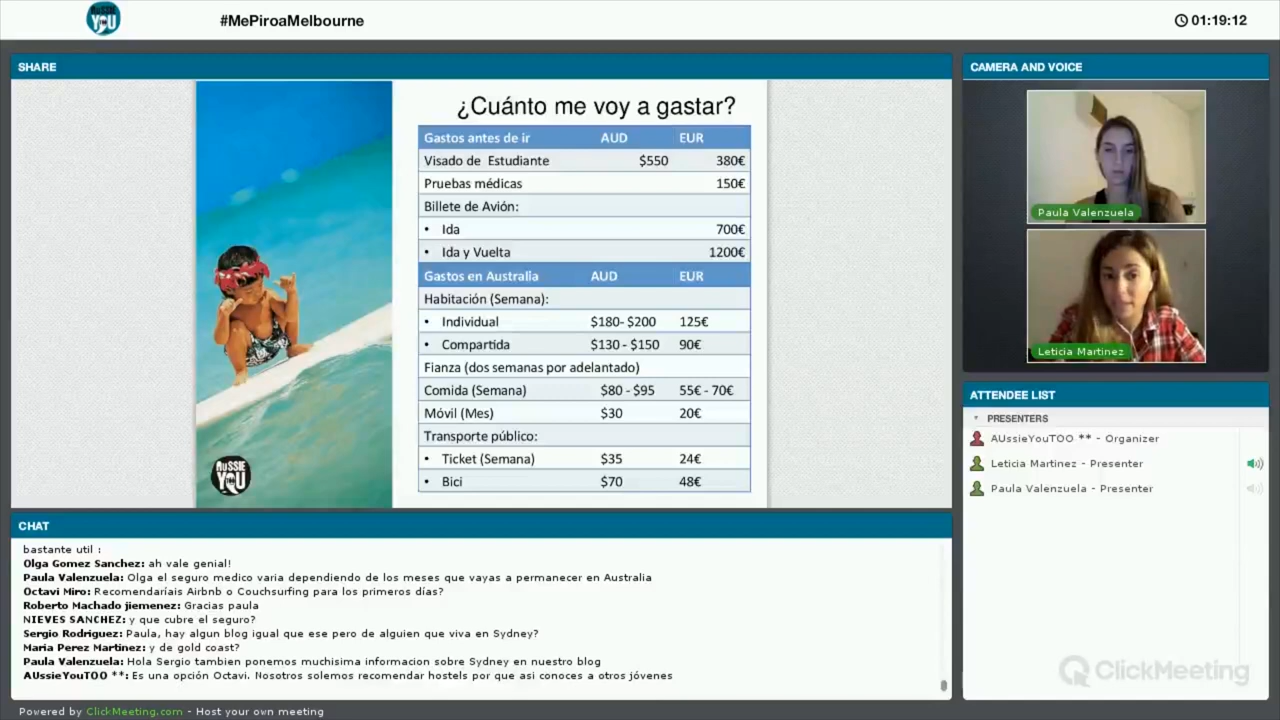 AUSSIE YOU TOO
#MePiroaMelbourne
01:19:12
SHARE
CAMERA AND VOICE
¿Cuánto me voy a gastar?
Gastos antes de ir AUD EUR
Visado de Estudiante $550 380€
Pruebas médicas 150€
Billete de Avión:
• Ida 700€
• Ida y Vuelta 1200€
Gastos en Australia AUD EUR
Habitación (Semana):
• Individual $180- $200 125€
• Compartida $130 - $150 90€
Fianza (dos semanas por adelantado)
Comida (Semana) $80 - $95 55€ - 70€
Móvil (Mes) $30 20€
Transporte público:
• Ticket (Semana) $35 24€
• Bici $70 48€
AUSSIE YOU TOO
Paula Valenzuela
Leticia Martinez
ATTENDEE LIST
PRESENTERS
AUssieYouTOO ** - Organizer
Leticia Martinez - Presenter
Paula Valenzuela - Presenter
CHAT
bastante util :
Olga Gomez Sanchez: ah vale genial!
Paula Valenzuela: Olga el seguro medico varia dependiendo de los meses que vayas a permanecer en Australia
Octavi Miro: Recomendaríais Airbnb o Couchsurfing para los primeros días?
Roberto Machado jiemenez: Gracias paula
NIEVES SANCHEZ: y que cubre el seguro?
Sergio Rodriguez: Paula, hay algun blog igual que ese pero de alguien que viva en Sydney?
Maria Perez Martinez: y de gold coast?
Paula Valenzuela: Hola Sergio tambien ponemos muchisima informacion sobre Sydney en nuestro blog
AUssieYouTOO **: Es una opción Octavi. Nosotros solemos recomendar hostels por que asi conoces a otros jóvenes
ClickMeeting
Powered by ClickMeeting.com - Host your own meeting